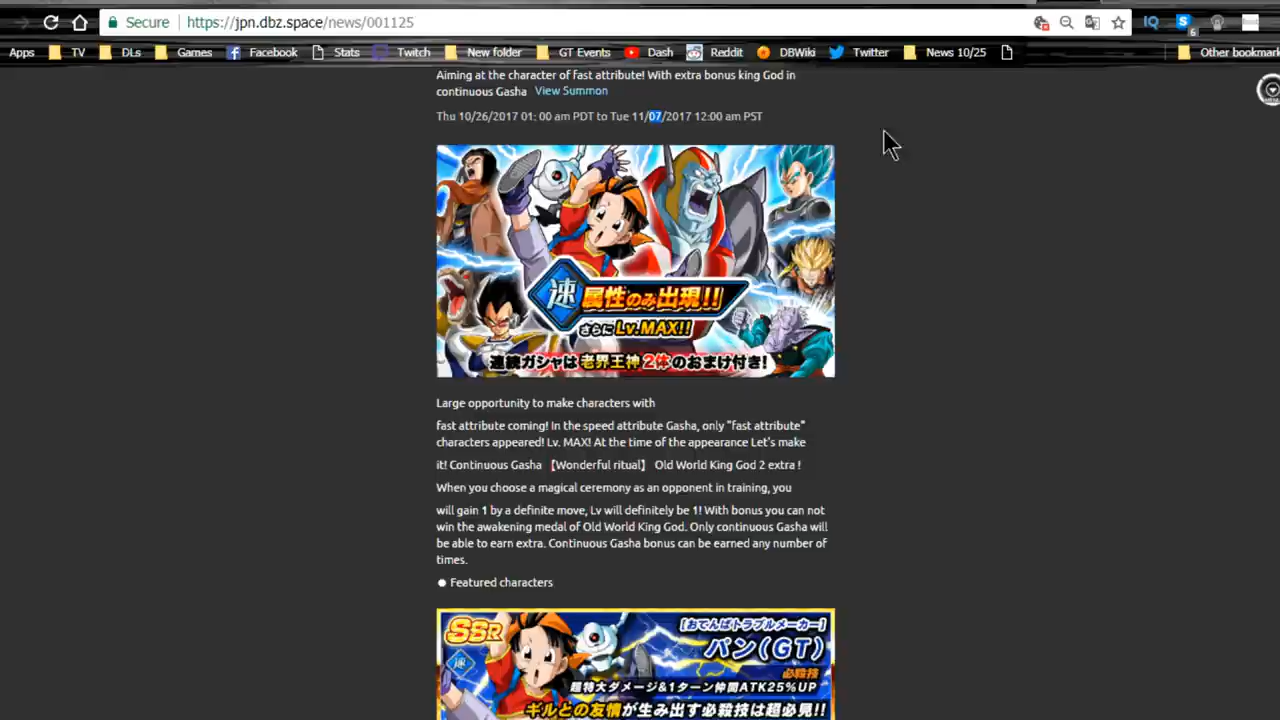 Secure https://jpn.dbz.space/news/001125
Apps TV DLs Games Facebook Stats Twitch New folder GT Events Dash Reddit DBWiki Twitter News 10/25 Other bookmark
Aiming at the character of fast attribute! With extra bonus king God in
continuous Gasha View Summon
Thu 10/26/2017 01: 00 am PDT to Tue 11/07/2017 12:00 am PST
速 属性のみ出現!!
さらにLv.MAX!!
連続ガシャは老界王神2体のおまけ付き!
Large opportunity to make characters with
fast attribute coming! In the speed attribute Gasha, only "fast attribute"
characters appeared! Lv. MAX! At the time of the appearance Let's make
it! Continuous Gasha 【Wonderful ritual】 Old World King God 2 extra !
When you choose a magical ceremony as an opponent in training, you
will gain 1 by a definite move, Lv will definitely be 1! With bonus you can not
win the awakening medal of Old World King God. Only continuous Gasha will
be able to earn extra. Continuous Gasha bonus can be earned any number of
times.
● Featured characters
SSR [おてんばトラブルメーカー]
速 パン(GT)
必殺技
超特大ダメージ&1ターン仲間ATK25%UP
ギルとの友情が生み出す必殺技は超必見!!